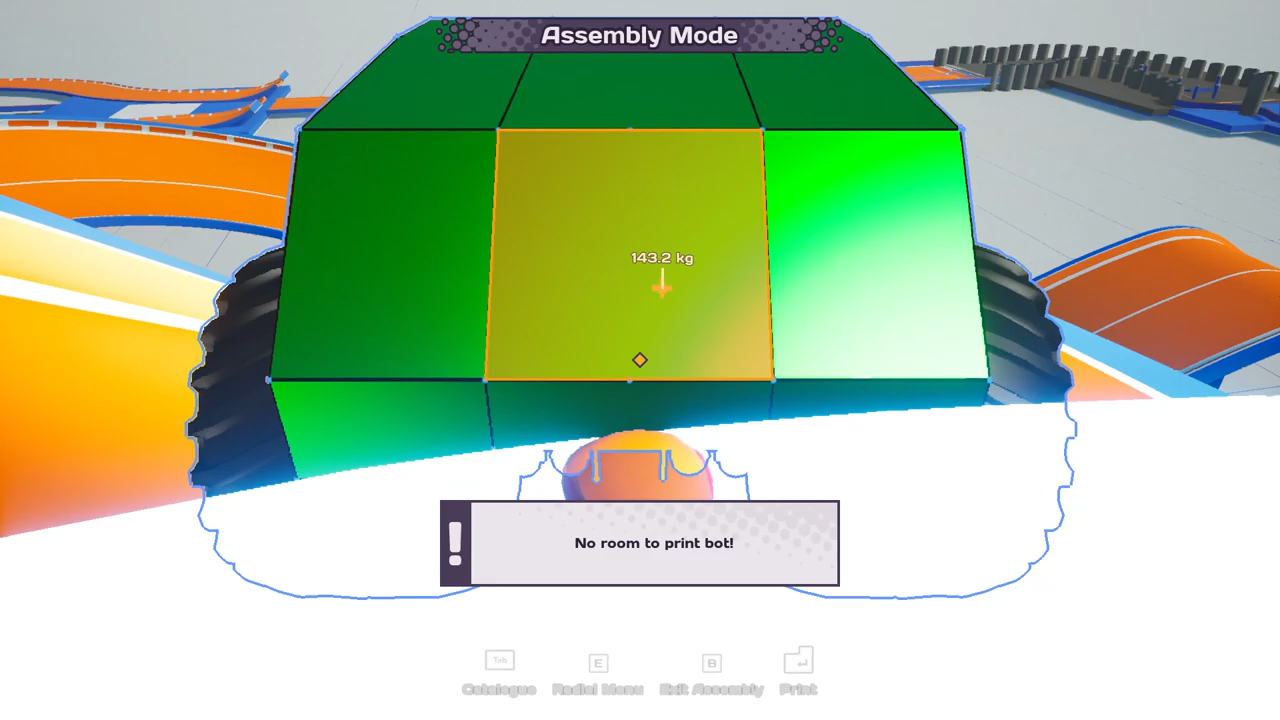 Assembly Mode
143.2 kg
No room to print bot!
Tab
E
B
Catalogue
Radial Menu
Exit Assembly
Print